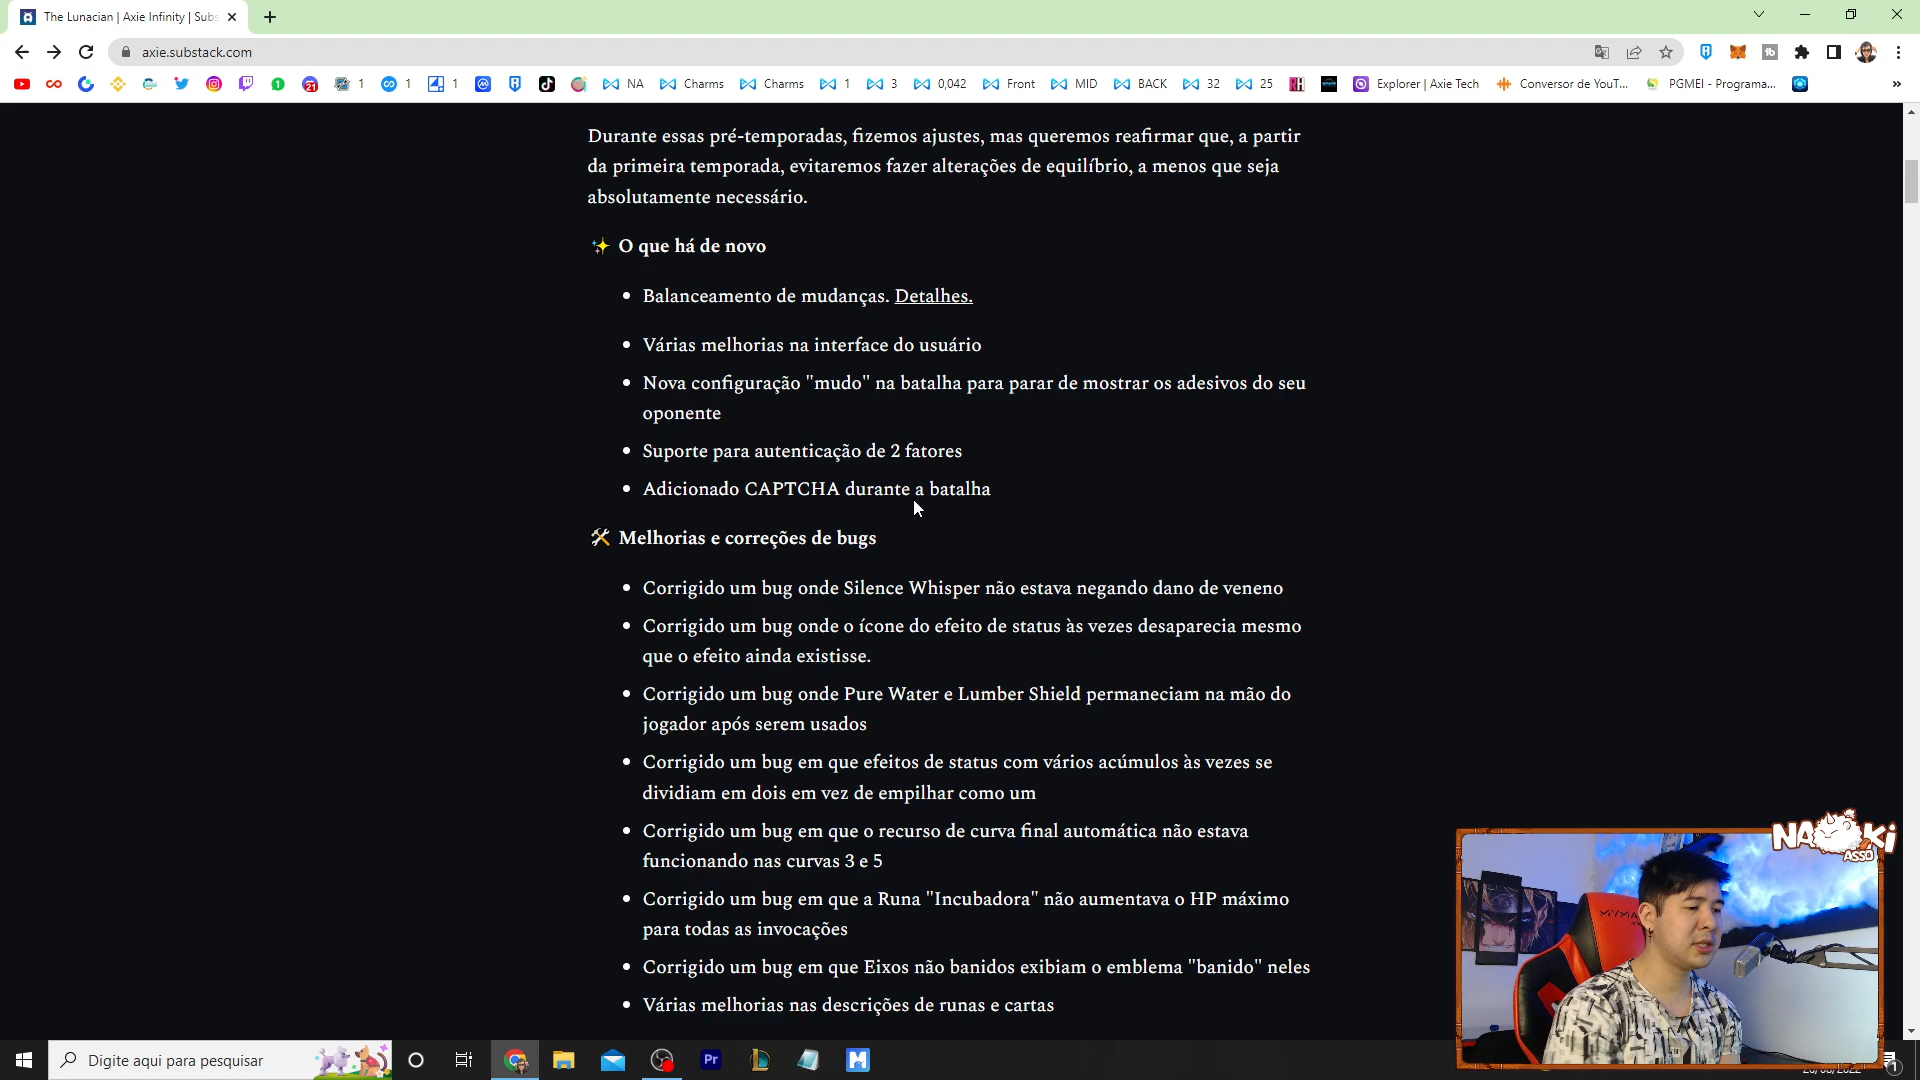 The Lunacian | Axie Infinity | Subs
axie.substack.com
1
1
1
NA
Charms
Charms
1
3
0,042
Front
MID
BACK
32
25
Explorer | Axie Tech
Conversor de YouT...
PGMEI - Programa...
»
Durante essas pré-temporadas, fizemos ajustes, mas queremos reafirmar que, a partir
da primeira temporada, evitaremos fazer alterações de equilíbrio, a menos que seja
absolutamente necessário.
✨ O que há de novo
• Balanceamento de mudanças. Detalhes.
• Várias melhorias na interface do usuário
• Nova configuração "mudo" na batalha para parar de mostrar os adesivos do seu
oponente
• Suporte para autenticação de 2 fatores
• Adicionado CAPTCHA durante a batalha
🛠 Melhorias e correções de bugs
• Corrigido um bug onde Silence Whisper não estava negando dano de veneno
• Corrigido um bug onde o ícone do efeito de status às vezes desaparecia mesmo
que o efeito ainda existisse.
• Corrigido um bug onde Pure Water e Lumber Shield permaneciam na mão do
jogador após serem usados
• Corrigido um bug em que efeitos de status com vários acúmulos às vezes se
dividiam em dois em vez de empilhar como um
• Corrigido um bug em que o recurso de curva final automática não estava
funcionando nas curvas 3 e 5
• Corrigido um bug em que a Runa "Incubadora" não aumentava o HP máximo
para todas as invocações
• Corrigido um bug em que Eixos não banidos exibiam o emblema "banido" neles
• Várias melhorias nas descrições de runas e cartas
NAOKI
ASSO
Digite aqui para pesquisar
Pr
1